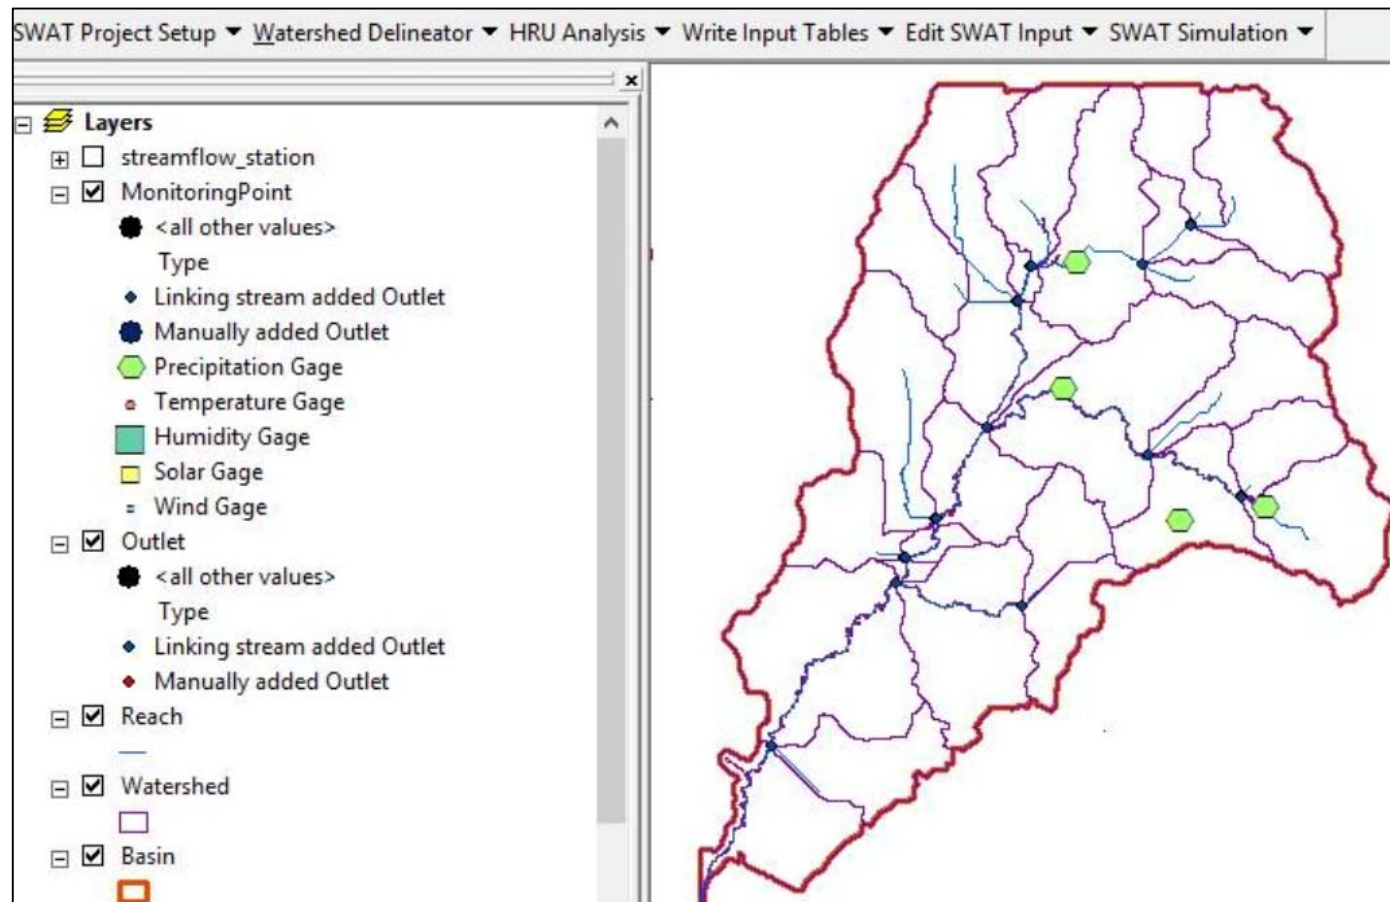 SWAT Project Setup Watershed Delineator HRU Analysis Write Input Tables Edit SWAT Input SWAT Simulation
Layers
streamflow_station
MonitoringPoint
<all other values>
Type
Linking stream added Outlet
Manually added Outlet
Precipitation Gage
Temperature Gage
Humidity Gage
Solar Gage
Wind Gage
Outlet
<all other values>
Type
Linking stream added Outlet
Manually added Outlet
Reach
Watershed
Basin